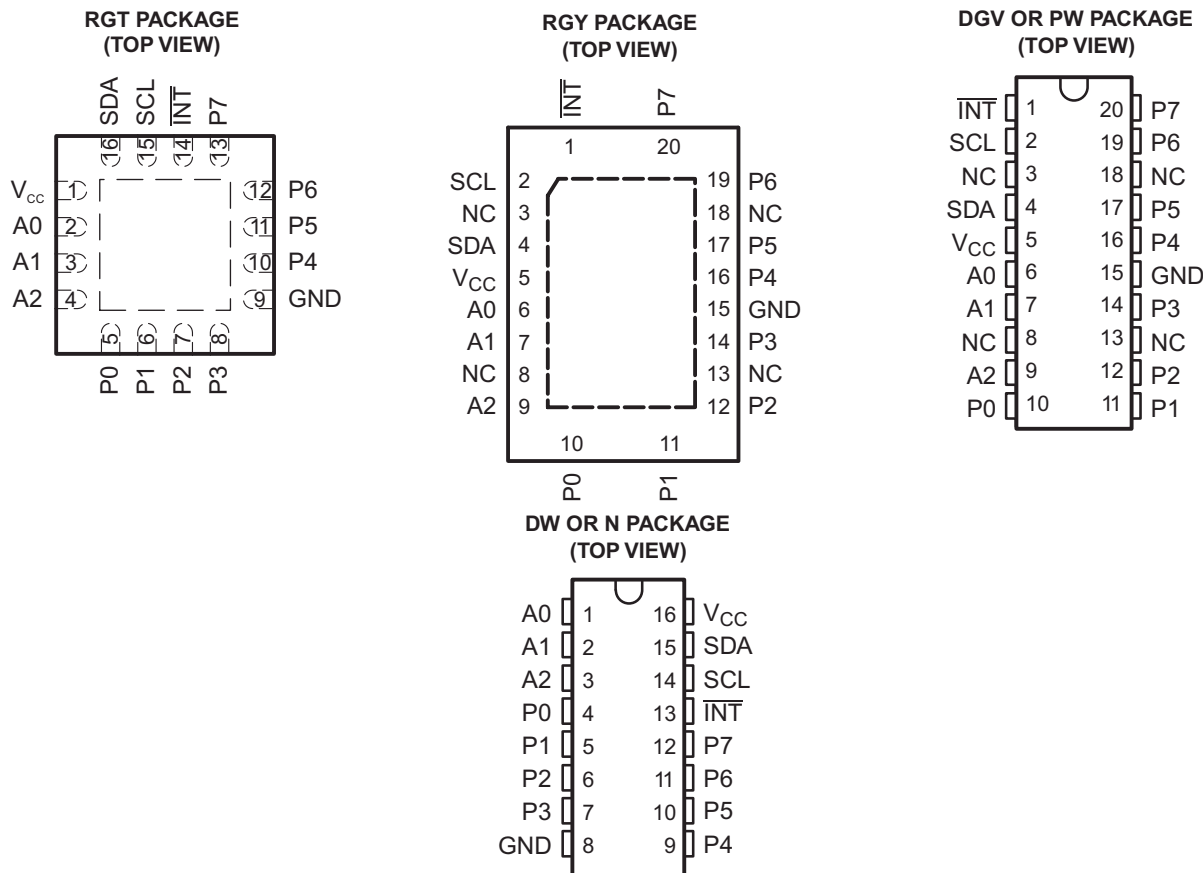 RGT PACKAGE
(TOP VIEW)
SDA
SCL
INT
P7
16
15
14
13
VCC 1
A0 2
A1 3
A2 4
12 P6
11 P5
10 P4
9 GND
5
6
7
8
P0
P1
P2
P3
RGY PACKAGE
(TOP VIEW)
INT
P7
1
20
SCL 2
NC 3
SDA 4
VCC 5
A0 6
A1 7
NC 8
A2 9
19 P6
18 NC
17 P5
16 P4
15 GND
14 P3
13 NC
12 P2
10
11
P0
P1
DGV OR PW PACKAGE
(TOP VIEW)
INT 1
SCL 2
NC 3
SDA 4
VCC 5
A0 6
A1 7
NC 8
A2 9
P0 10
20 P7
19 P6
18 NC
17 P5
16 P4
15 GND
14 P3
13 NC
12 P2
11 P1
DW OR N PACKAGE
(TOP VIEW)
A0 1
A1 2
A2 3
P0 4
P1 5
P2 6
P3 7
GND 8
16 VCC
15 SDA
14 SCL
13 INT
12 P7
11 P6
10 P5
9 P4